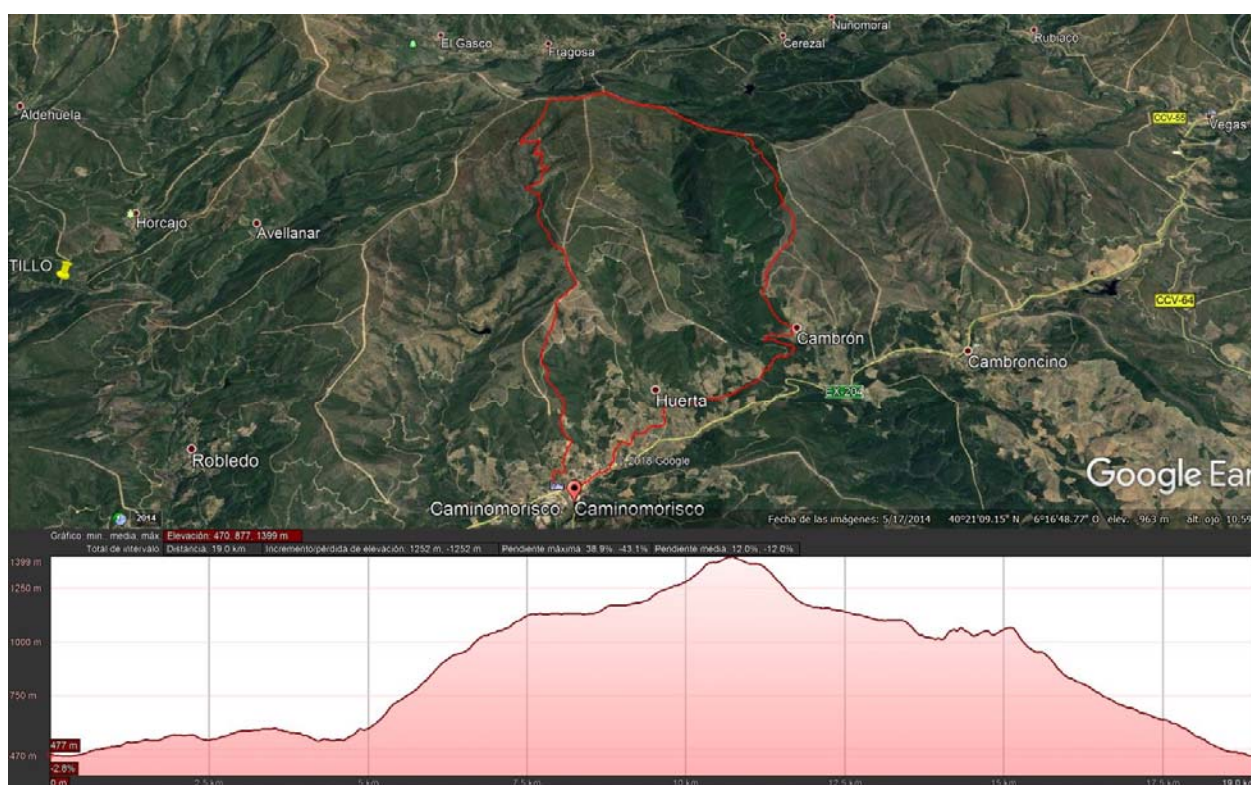 Nuñomoral
El Gasco
Fragosa
Cerezal
Rubiaco
Aldehuela
CCV-55
Vegas
Horcajo
Avellanar
TILLO
CCV-64
Cambrón
Cambroncino
Huerta
Robledo
2018 Google
Google Ear
Caminomorisco Caminomorisco
2014
Fecha de las imágenes: 5/17/2014 40°21'09.15" N 6°16'48.77" O elev. 963 m alt. ojo 10.59
Gráfico: min. media, máx Elevación: 470, 877, 1399 m
Total de intervalo Distancia: 19.0 km Incremento/pérdida de elevación: 1252 m, -1252 m Pendiente máxima: 38.9%, -43.1% Pendiente media: 12.0%, -12.0%
1399 m
1250 m
1000 m
750 m
477 m
470 m
-2.8%
0 m 2.5 km 5 km 7.5 km 10 km 12.5 km 15 km 17.5 km 19.0 km